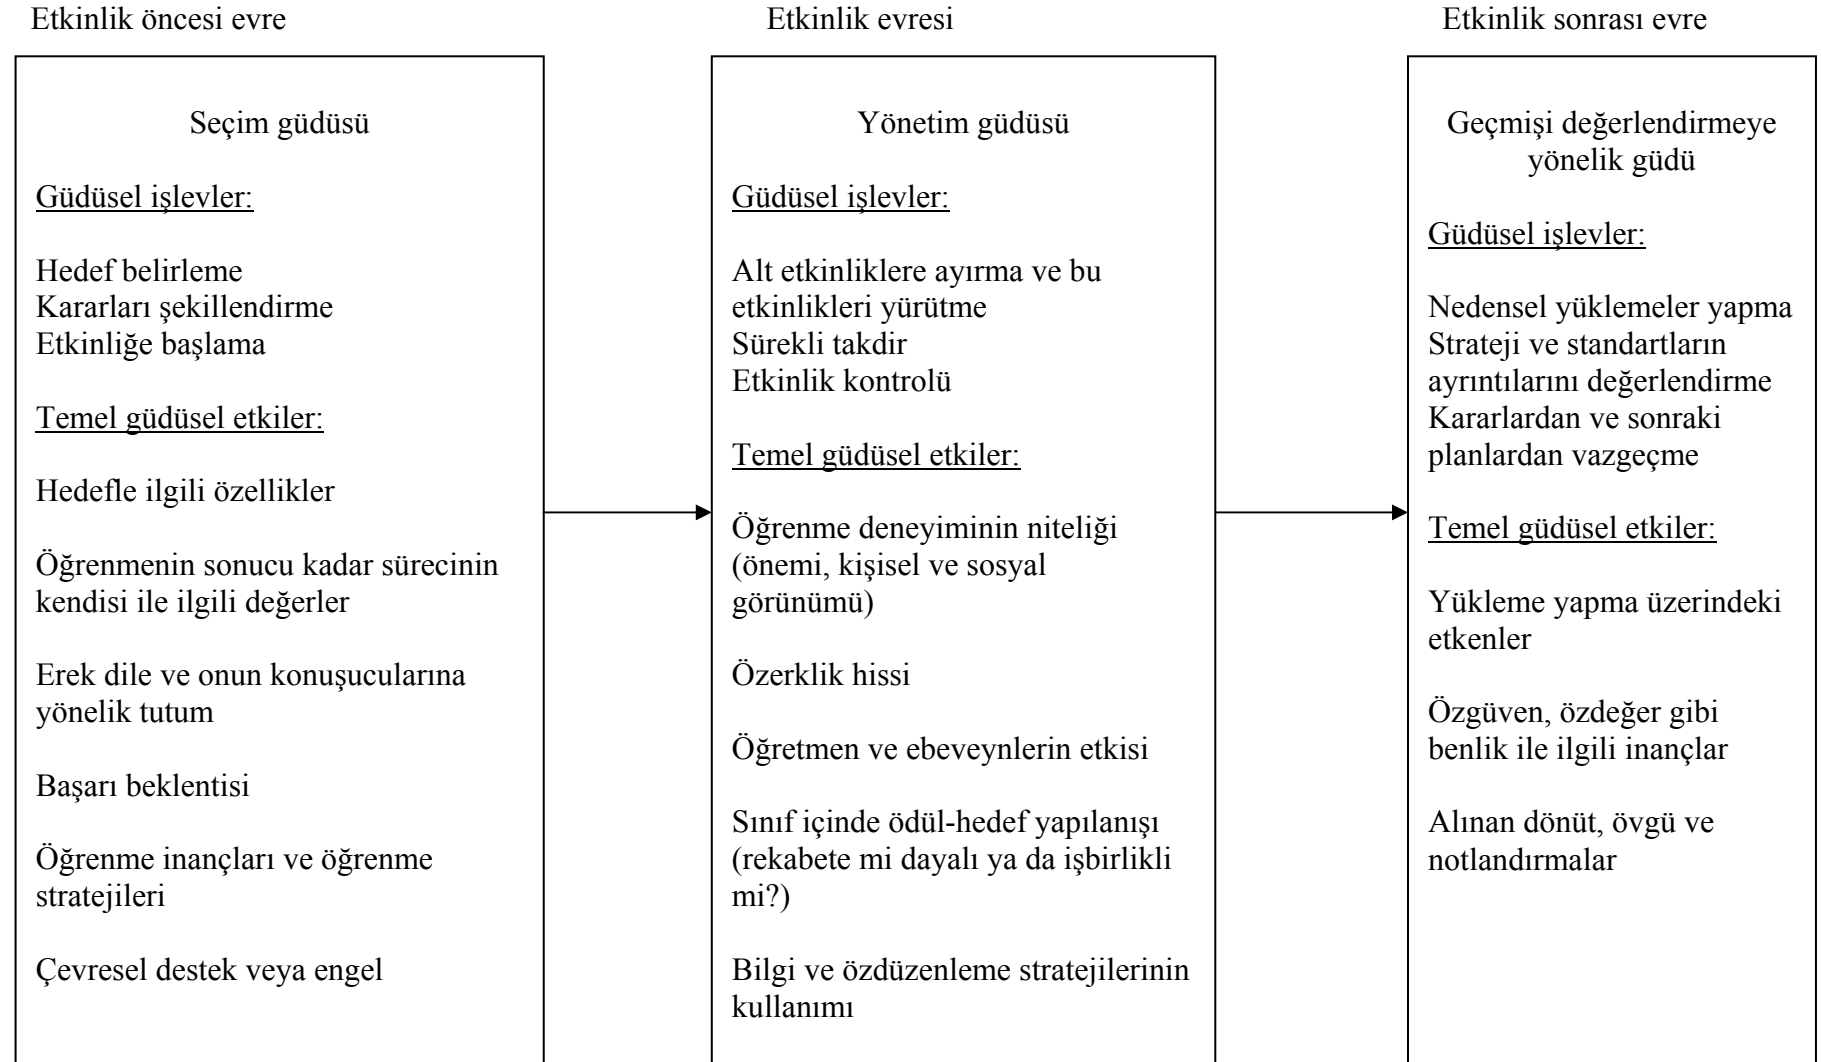 Etkinlik öncesi evre
Seçim güdüsü
Güdüsel işlevler:
Hedef belirleme
Kararları şekillendirme
Etkinliğe başlama
Temel güdüsel etkiler:
Hedefle ilgili özellikler
Öğrenmenin sonucu kadar sürecinin
kendisi ile ilgili değerler
Erek dile ve onun konuşucularına
yönelik tutum
Başarı beklentisi
Öğrenme inançları ve öğrenme
stratejileri
Çevresel destek veya engel
Etkinlik evresi
Yönetim güdüsü
Güdüsel işlevler:
Alt etkinliklere ayırma ve bu
etkinlikleri yürütme
Sürekli takdir
Etkinlik kontrolü
Temel güdüsel etkiler:
Öğrenme deneyiminin niteliği
(önemi, kişisel ve sosyal
görünümü)
Özerklik hissi
Öğretmen ve ebeveynlerin etkisi
Sınıf içinde ödül-hedef yapılanışı
(rekabete mi dayalı ya da işbirlikli
mi?)
Bilgi ve özdüzenleme stratejilerinin
kullanımı
Etkinlik sonrası evre
Geçmişi değerlendirmeye
yönelik güdü
Güdüsel işlevler:
Nedensel yüklemeler yapma
Strateji ve standartların
ayrıntılarını değerlendirme
Kararlardan ve sonraki
planlardan vazgeçme
Temel güdüsel etkiler:
Yükleme yapma üzerindeki
etkenler
Özgüven, özdeğer gibi
benlik ile ilgili inançlar
Alınan dönüt, övgü ve
notlandırmalar